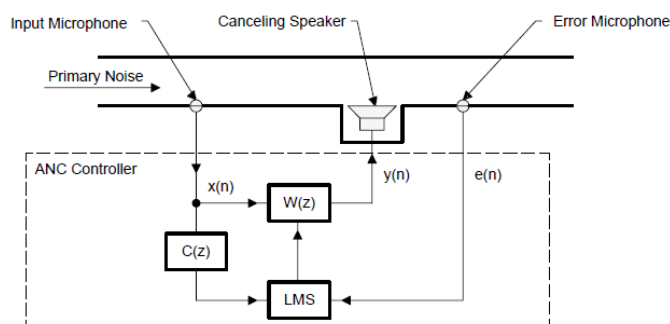 Input Microphone
Canceling Speaker
Error Microphone
Primary Noise
ANC Controller
x(n)
W(z)
y(n)
e(n)
C(z)
LMS